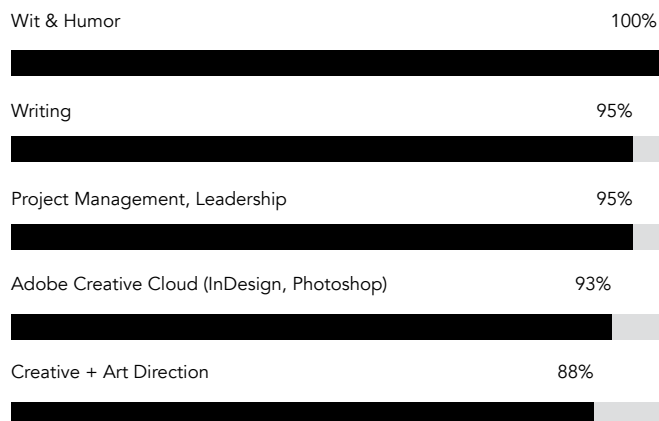 Wit & Humor 100%
Writing 95%
Project Management, Leadership 95%
Adobe Creative Cloud (InDesign, Photoshop) 93%
Creative + Art Direction 88%